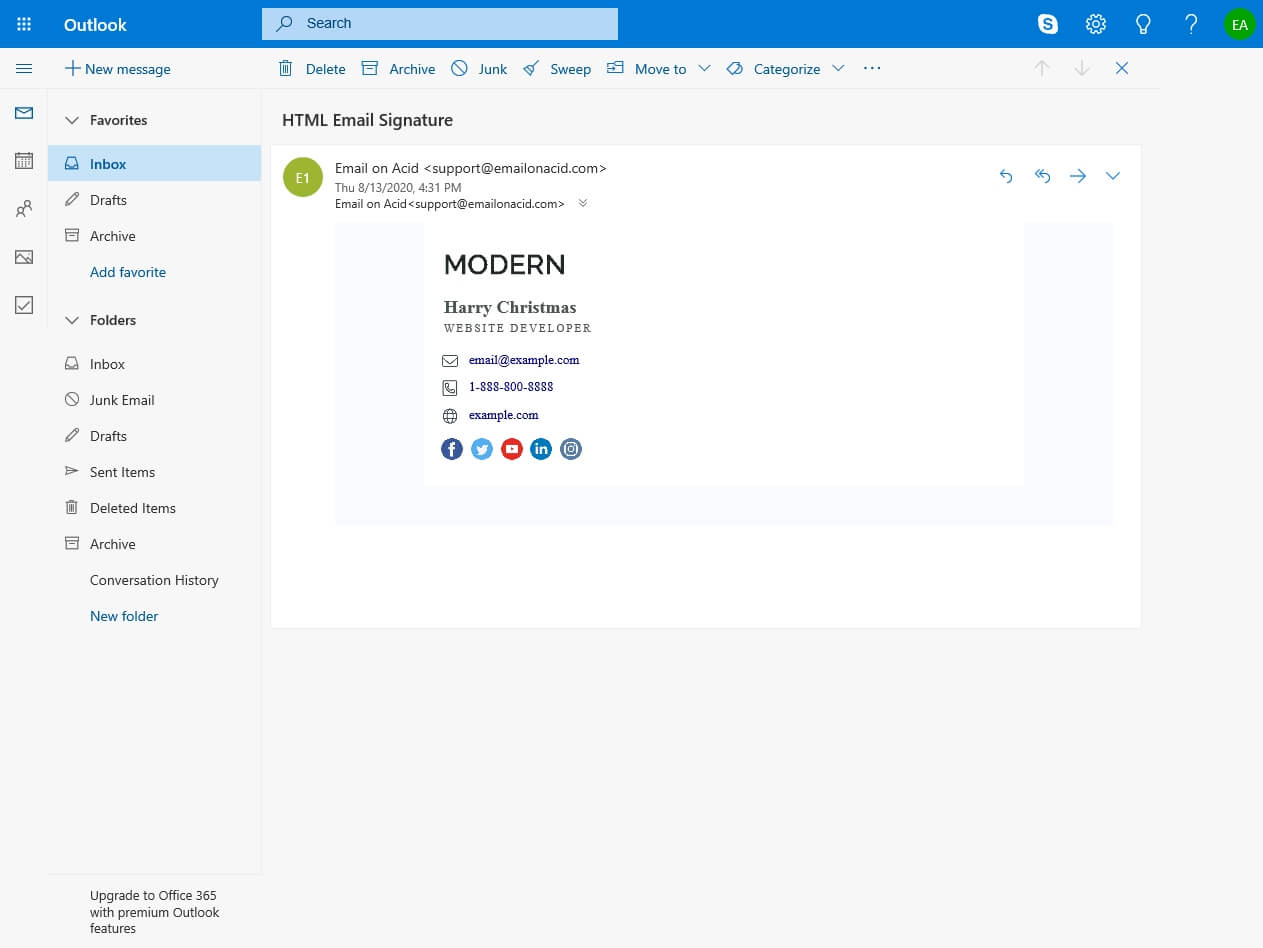 Outlook
Search
EA
New message
Delete Archive Junk Sweep Move to Categorize ...
Favorites
Inbox
Drafts
Archive
Add favorite
Folders
Inbox
Junk Email
Drafts
Sent Items
Deleted Items
Archive
Conversation History
New folder
Upgrade to Office 365
with premium Outlook
features
HTML Email Signature
E1
Email on Acid <support@emailonacid.com>
Thu 8/13/2020, 4:31 PM
Email on Acid<support@emailonacid.com>
MODERN
Harry Christmas
WEBSITE DEVELOPER
email@example.com
1-888-800-8888
example.com